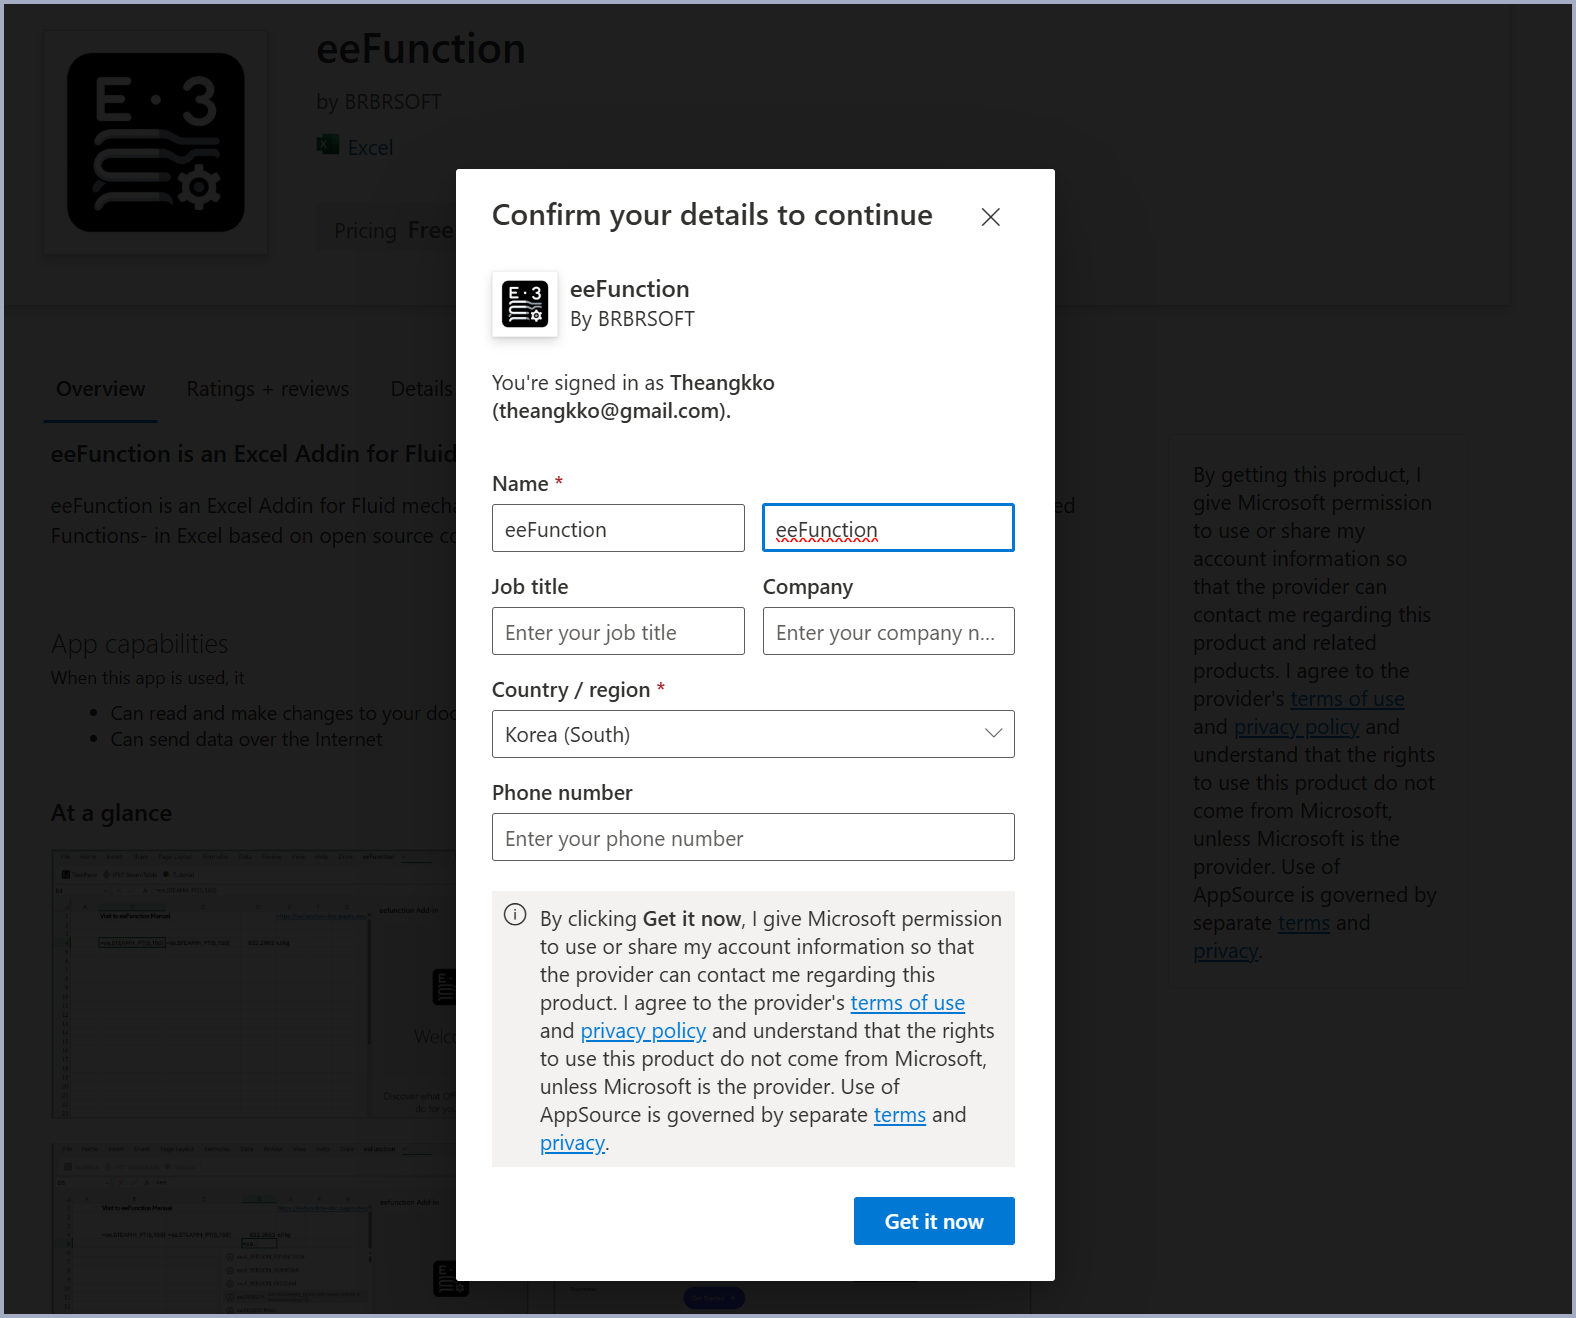 eeFunction
by BRBRSOFT
Excel
Pricing Free
Overview Ratings + reviews Details
eeFunction is an Excel Addin for Fluid
eeFunction is an Excel Addin for Fluid
Functions- in Excel based on open source
App capabilities
When this app is used, it
• Can read and make changes to your
• Can send data over the Internet
At a glance
Visit to eeFunction Manual
Confirm your details to continue
E·3
eeFunction
By BRBRSOFT
You're signed in as Theangkko
(theangkko@gmail.com).
Name *
eeFunction eeFunction
Job title Company
Enter your job title Enter your company n...
Country / region *
Korea (South)
Phone number
Enter your phone number
By clicking Get it now, I give Microsoft permission
to use or share my account information so that
the provider can contact me regarding this
product. I agree to the provider's terms of use
and privacy policy and understand that the rights
to use this product do not come from Microsoft,
unless Microsoft is the provider. Use of
AppSource is governed by separate terms and
privacy.
Get it now
By getting this product, I
give Microsoft permission
to use or share my
account information so
that the provider can
contact me regarding this
product and related
products. I agree to the
provider's terms of use
and privacy policy and
understand that the rights
to use this product do not
come from Microsoft,
unless Microsoft is the
provider. Use of
AppSource is governed by
separate terms and
privacy.